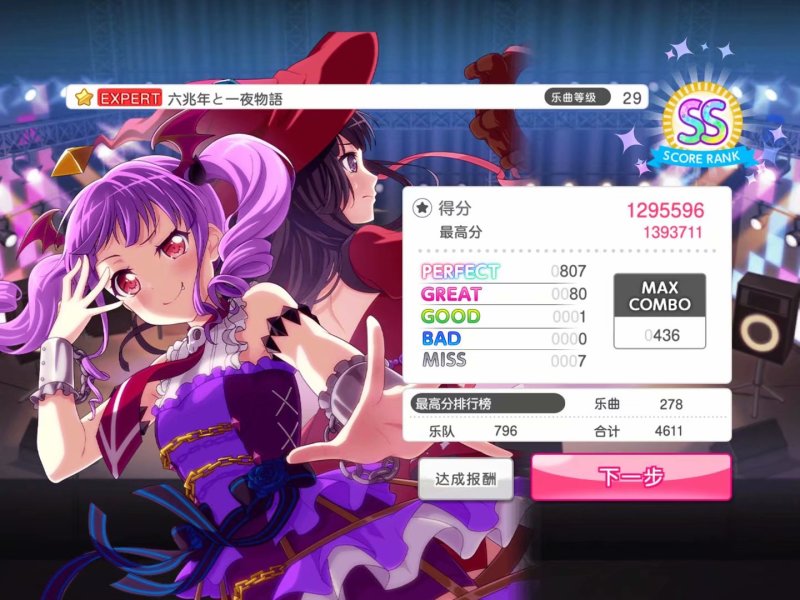 EXPERT 六兆年と一夜物語 乐曲等级 29
SS
SCORE RANK
得分 1295596
最高分 1393711
PERFECT 0807
GREAT 0080
GOOD 0001
BAD 0000
MISS 0007
MAX
COMBO
0436
最高分排行榜 乐曲 278
乐队 796 合计 4611
达成报酬 下一步